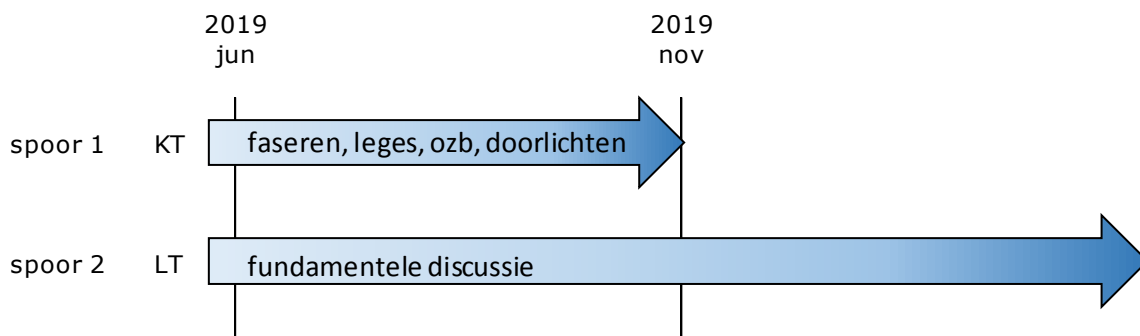 2019 2019
jun nov
spoor 1 KT faseren, leges, ozb, doorlichten
spoor 2 LT fundamentele discussie